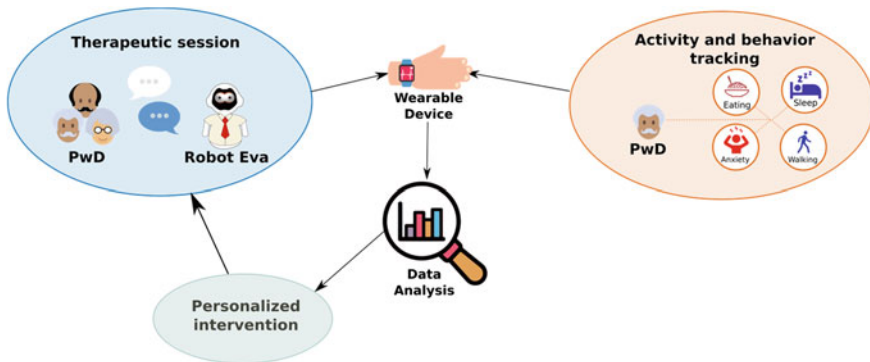 Therapeutic session
PwD
Robot Eva
Wearable
Device
Activity and behavior
tracking
Eating
Sleep
PwD
Anxiety
Walking
Data
Analysis
Personalized
intervention